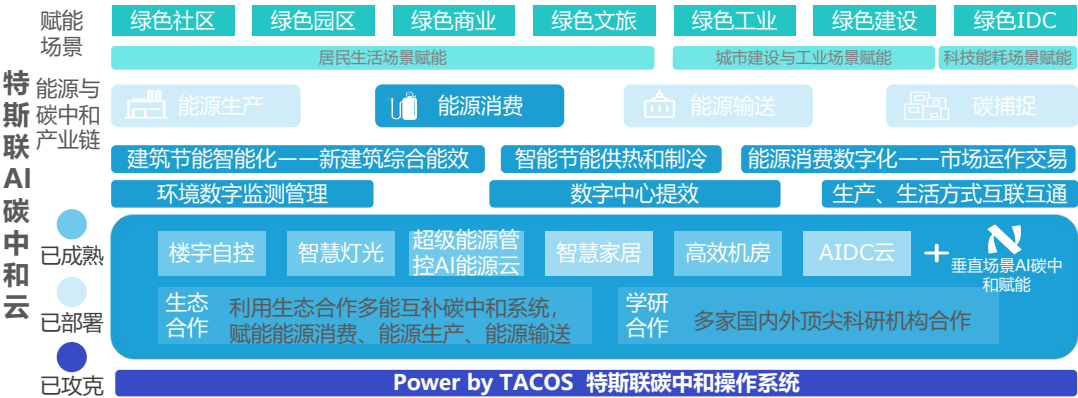 特斯联AI碳中和云
赋能
场景
绿色社区
绿色园区
绿色商业
绿色文旅
绿色工业
绿色建设
绿色IDC
居民生活场景赋能
城市建设与工业场景赋能
科技能耗场景赋能
能源与
碳中和
产业链
能源生产
能源消费
能源输送
碳捕捉
建筑节能智能化——新建筑综合能效
智能节能供热和制冷
能源消费数字化——市场运作交易
环境数字监测管理
数字中心提效
生产、生活方式互联互通
已成熟
已部署
已攻克
楼宇自控
智慧灯光
超级能源管
控AI能源云
智慧家居
高效机房
AIDC云
+
垂直场景AI碳中
和赋能
生态
合作
利用生态合作多能互补碳中和系统，
赋能能源消费、能源生产、能源输送
学研
合作
多家国内外顶尖科研机构合作
Power by TACOS 特斯联碳中和操作系统